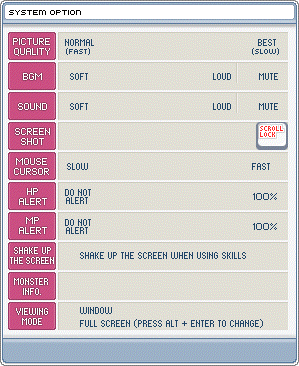 SYSTEM OPTION
PICTURE
QUALITY
NORMAL
(FAST)
BEST
(SLOW)
BGM
SOFT
LOUD
MUTE
SOUND
SOFT
LOUD
MUTE
SCREEN
SHOT
SCROLL
LOCK
MOUSE
CURSOR
SLOW
FAST
HP
ALERT
DO NOT
ALERT
100%
MP
ALERT
DO NOT
ALERT
100%
SHAKE UP
THE SCREEN
SHAKE UP THE SCREEN WHEN USING SKILLS
MONSTER
INFO.
VIEWING
MODE
WINDOW
FULL SCREEN (PRESS ALT + ENTER TO CHANGE)